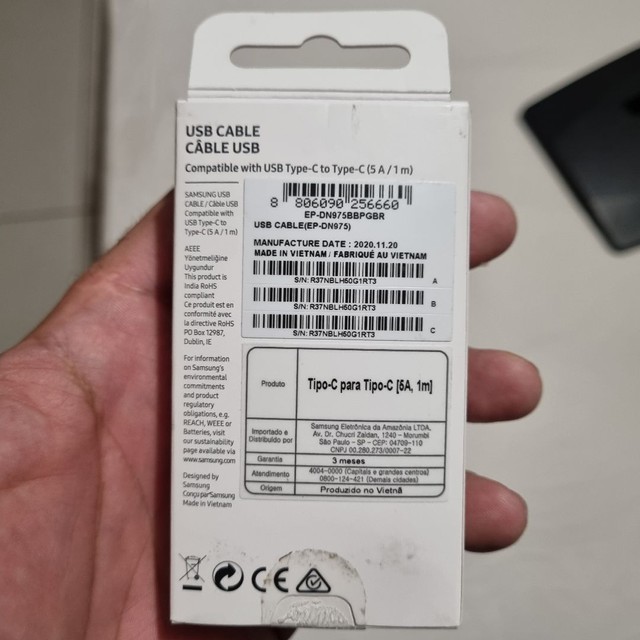 USB CABLE
CÂBLE USB
Compatible with USB Type-C to Type-C (5 A / 1 m)
SAMSUNG USB
CABLE / Câble USB
Compatible with
USB Type-C to
Type-C (5 A / 1 m)
AEEE
Yönetmeliğine
Uygundur
This product is
India RoHS
compliant
Ce produit est en
conformité avec
la directive RoHS
PO Box 12987,
Dublin, IE
For information
on Samsung's
environmental
commitments
and product
regulatory
obligations, e.g.
REACH, WEEE or
Batteries, visit
our sustainability
page available via
www.samsung.com
Designed by
Samsung
Conçu par Samsung
Made in Vietnam
8 806090 256660
EP-DN975BBPGBR
USB CABLE(EP-DN975)
MANUFACTURE DATE : 2020.11.20
MADE IN VIETNAM / FABRIQUÉ AU VIETNAM
A
S/N: R37NBLH50G1RT3
B
S/N: R37NBLH50G1RT3
C
S/N: R37NBLH50G1RT3
Produto Tipo-C para Tipo-C [5A, 1m]
Importado e
Distribuído por
Samsung Eletrônica da Amazônia LTDA.
Av. Dr. Chucri Zaidan, 1240 - Morumbi
São Paulo - SP - CEP: 04709-110
CNPJ 00.280.273/0007-22
Garantia 3 meses
Atendimento 4004-0000 (Capitais e grandes centros)
0800-124-421 (Demais cidades)
Origem Produzido no Vietnã
CE